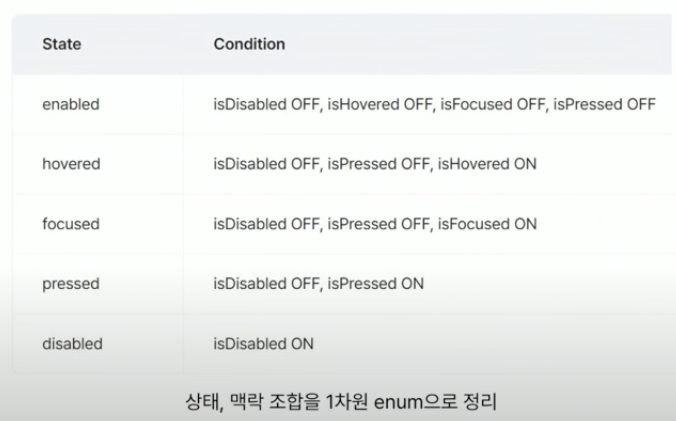 State Condition
enabled isDisabled OFF, isHovered OFF, isFocused OFF, isPressed OFF
hovered isDisabled OFF, isPressed OFF, isHovered ON
focused isDisabled OFF, isPressed OFF, isFocused ON
pressed isDisabled OFF, isPressed ON
disabled isDisabled ON
상태, 맥락 조합을 1차원 enum으로 정리